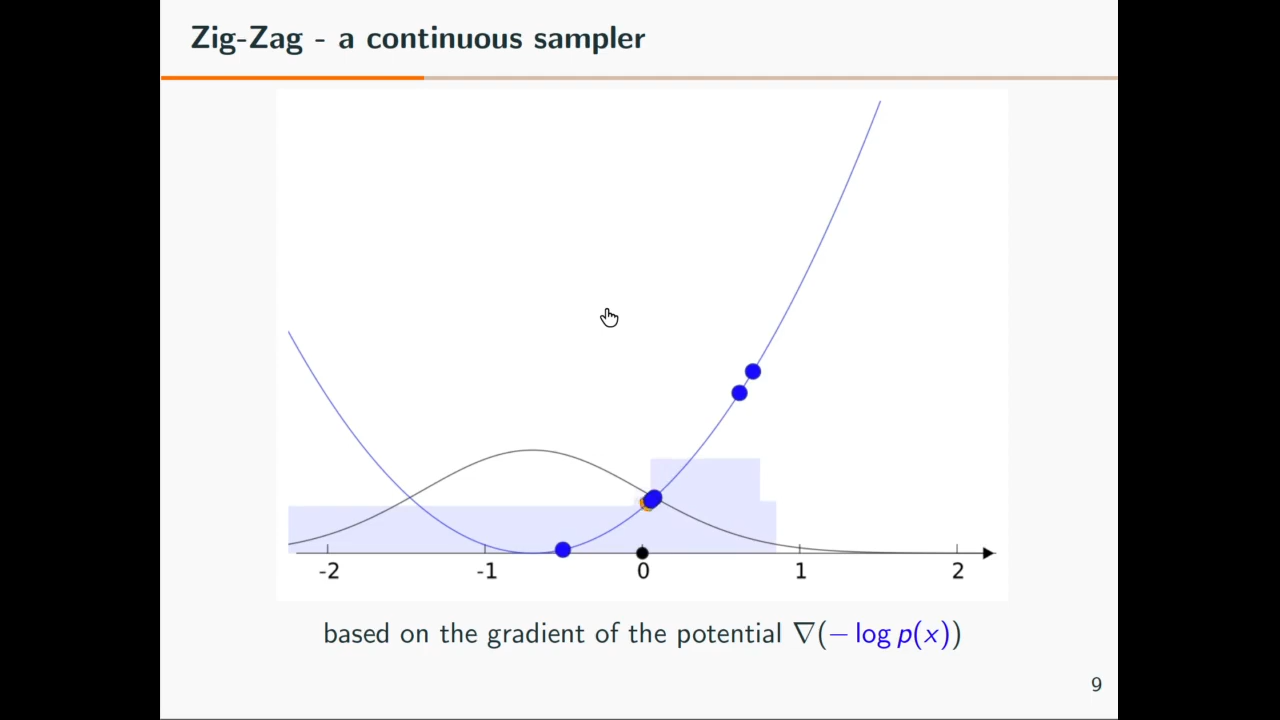 Zig-Zag - a continuous sampler
-2 -1 0 1 2
based on the gradient of the potential ∇(− log p(x))
9